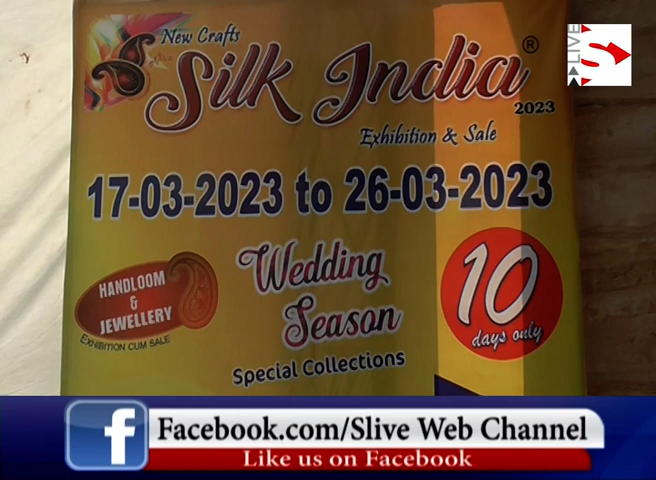 New Crafts
Silk India ®
2023
Exhibition & Sale
17-03-2023 to 26-03-2023
HANDLOOM
&
JEWELLERY
EXHIBITION CUM SALE
Wedding
Season
Special Collections
10
days only
LIVE
f
Facebook.com/Slive Web Channel
Like us on Facebook